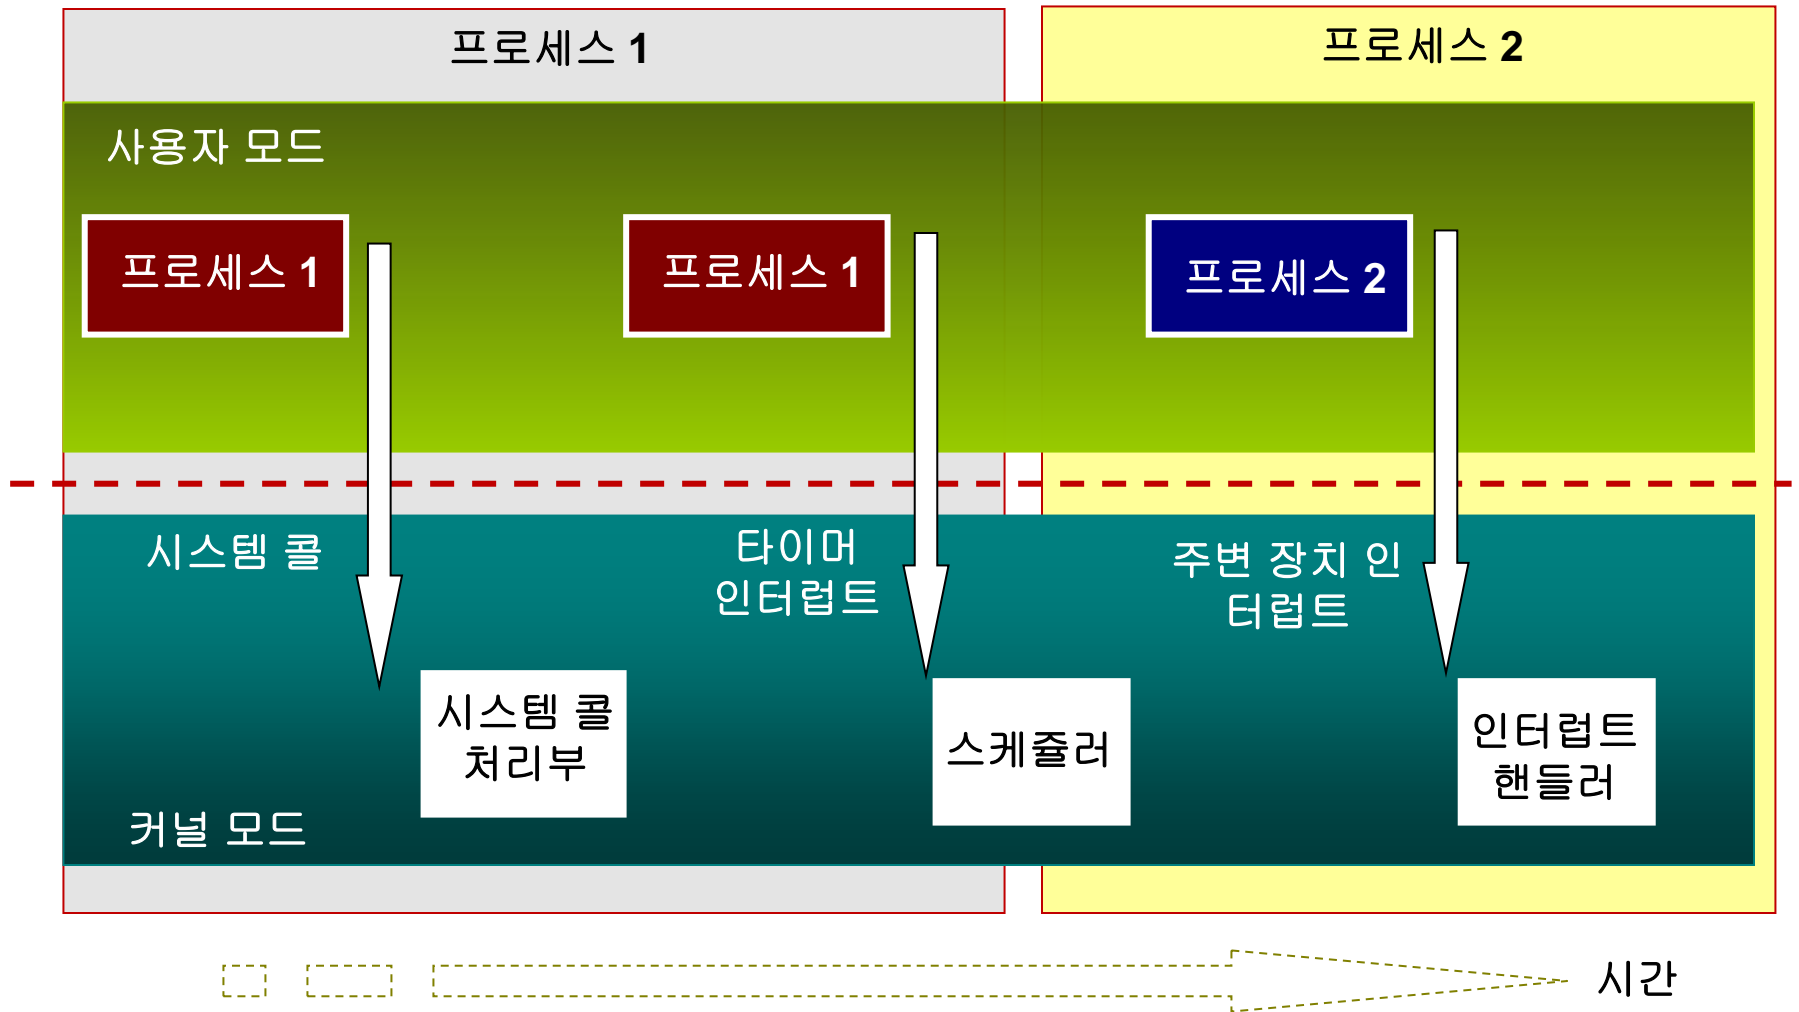 프로세스 1
프로세스 2
사용자 모드
프로세스 1
프로세스 1
프로세스 2
시스템 콜
타이머
인터럽트
주변 장치 인
터럽트
시스템 콜
처리부
스케쥴러
인터럽트
핸들러
커널 모드
시간